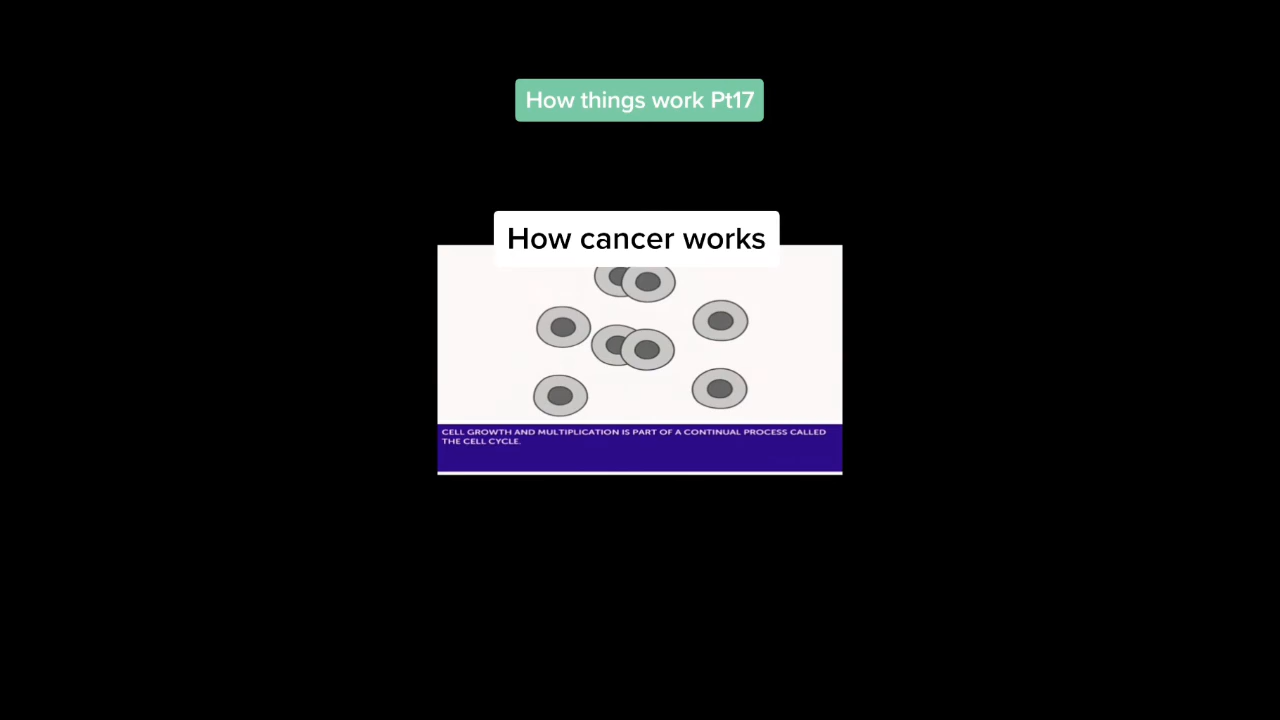 How things work Pt17
How cancer works
CELL GROWTH AND MULTIPLICATION IS PART OF A CONTINUAL PROCESS CALLED
THE CELL CYCLE.